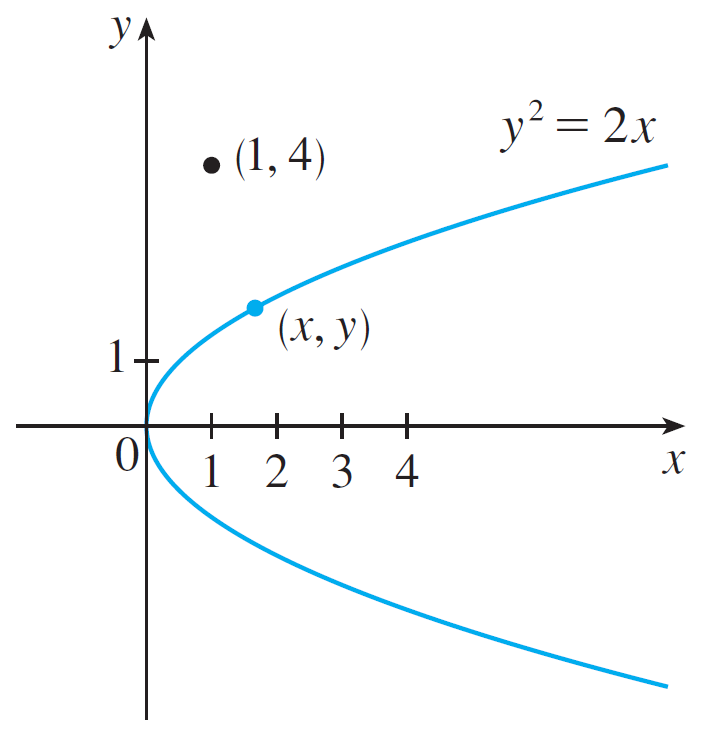 y
y² = 2x
(1, 4)
(x, y)
1
0
1 2 3 4
x